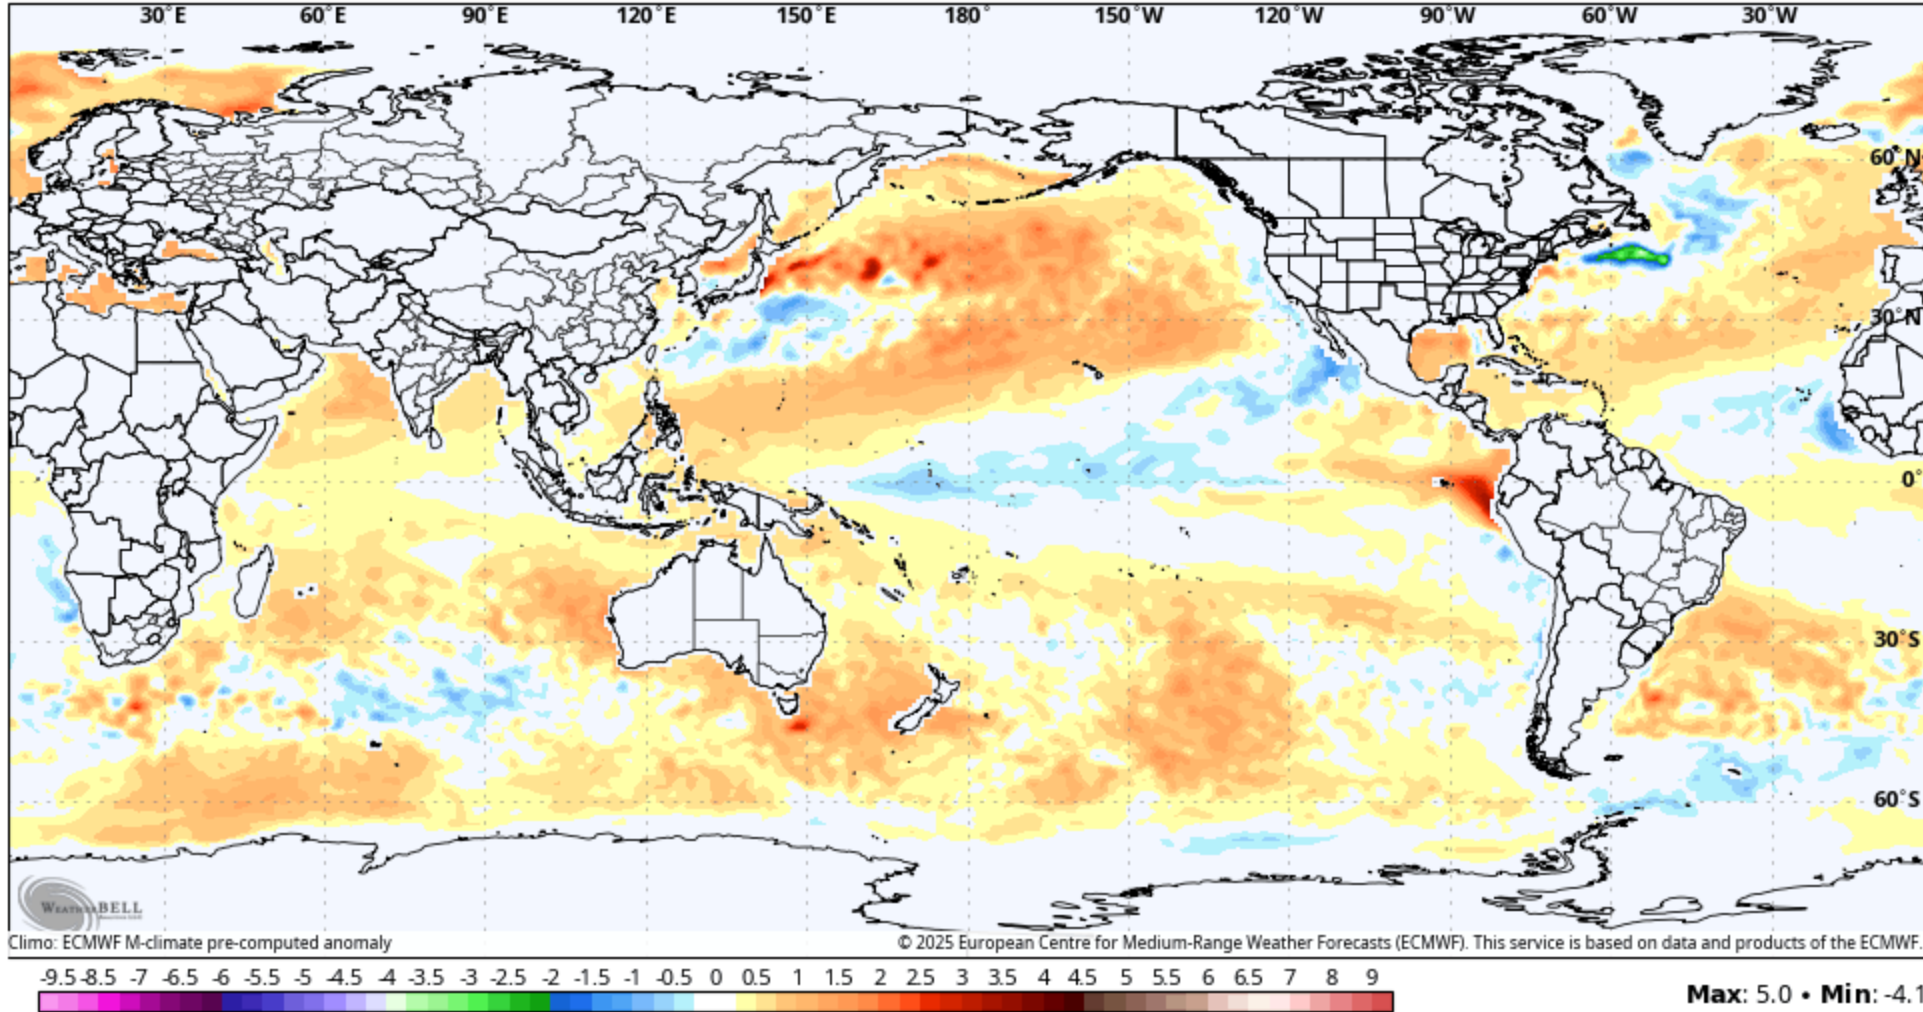 30°E 60°E 90°E 120°E 150°E 180° 150°W 120°W 90°W 60°W 30°W
60°N
30°N
0°
30°S
60°S
WEATHERBELL
Climo: ECMWF M-climate pre-computed anomaly © 2025 European Centre for Medium-Range Weather Forecasts (ECMWF). This service is based on data and products of the ECMWF.
-9.5 -8.5 -7 -6.5 -6 -5.5 -5 -4.5 -4 -3.5 -3 -2.5 -2 -1.5 -1 -0.5 0 0.5 1 1.5 2 2.5 3 3.5 4 4.5 5 5.5 6 6.5 7 8 9
Max: 5.0 • Min: -4.1